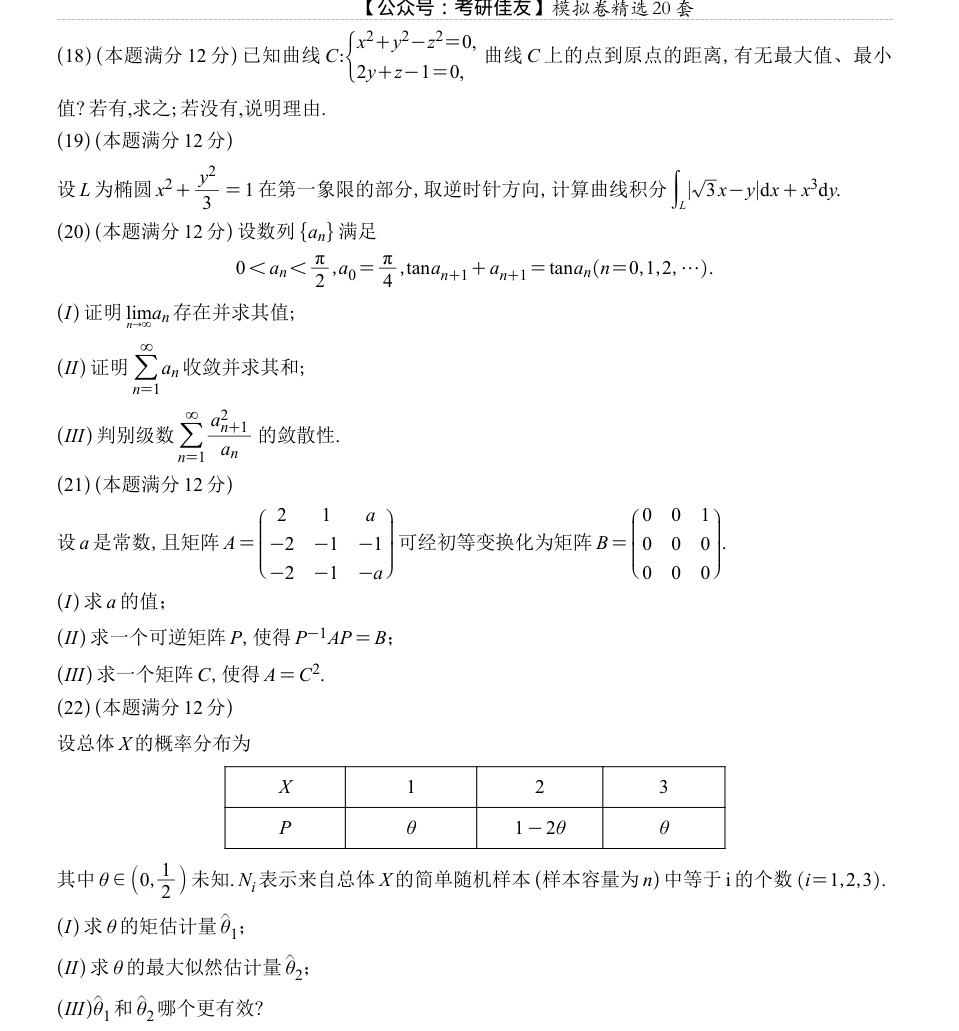 【公众号：考研佳友】模拟卷精选20套
(18) (本题满分 12 分) 已知曲线 C:{x²+y²−z²=0, 2y+z−1=0, 曲线 C 上的点到原点的距离, 有无最大值、最小
值? 若有,求之; 若没有,说明理由.
(19) (本题满分 12 分)
设 L 为椭圆 x²+y²/3=1 在第一象限的部分, 取逆时针方向, 计算曲线积分∫_L|√3x−y|dx+x³dy.
(20) (本题满分 12 分) 设数列 {aₙ} 满足
0<aₙ<π/2,a₀=π/4,tanaₙ₊₁+aₙ₊₁=tanaₙ(n=0,1,2,⋯).
(I) 证明 lim_{n→∞}aₙ 存在并求其值;
(II) 证明 ∑_{n=1}^{∞} aₙ 收敛并求其和;
(III) 判别级数 ∑_{n=1}^{∞} a²ₙ₊₁/aₙ 的敛散性.
(21) (本题满分 12 分)
设 a 是常数, 且矩阵 A=(2 1 a; −2 −1 −1; −2 −1 −a) 可经初等变换化为矩阵 B=(0 0 1; 0 0 0; 0 0 0).
(I) 求 a 的值;
(II) 求一个可逆矩阵 P, 使得 P⁻¹AP=B;
(III) 求一个矩阵 C, 使得 A=C².
(22) (本题满分 12 分)
设总体 X 的概率分布为
X 1 2 3
P θ 1−2θ θ
其中 θ∈(0,1/2) 未知. Nᵢ 表示来自总体 X 的简单随机样本 (样本容量为 n) 中等于 i 的个数 (i=1,2,3).
(I) 求 θ 的矩估计量 θ̂₁;
(II) 求 θ 的最大似然估计量 θ̂₂;
(III)θ̂₁ 和 θ̂₂ 哪个更有效?